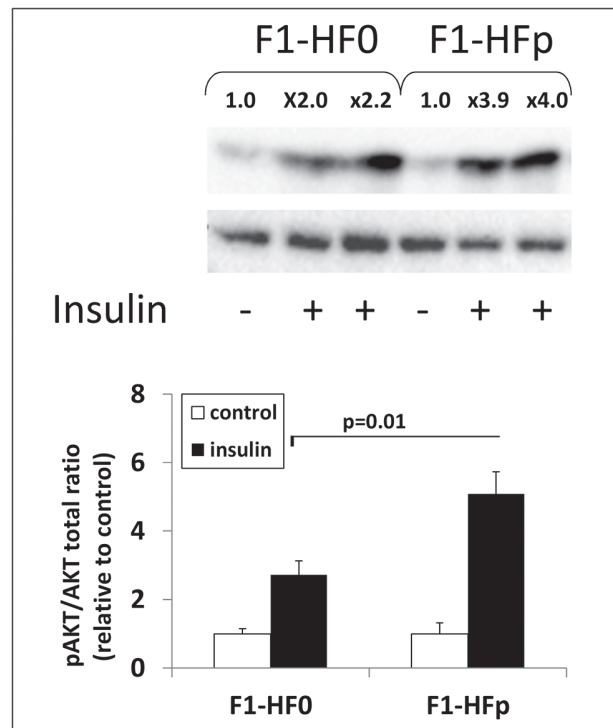 F1-HF0 F1-HFp
1.0 X2.0 x2.2 1.0 x3.9 x4.0
Insulin - + + - + +
8
control
insulin
p=0.01
6
4
2
0
pAKT/AKT total ratio
(relative to control)
F1-HF0 F1-HFp